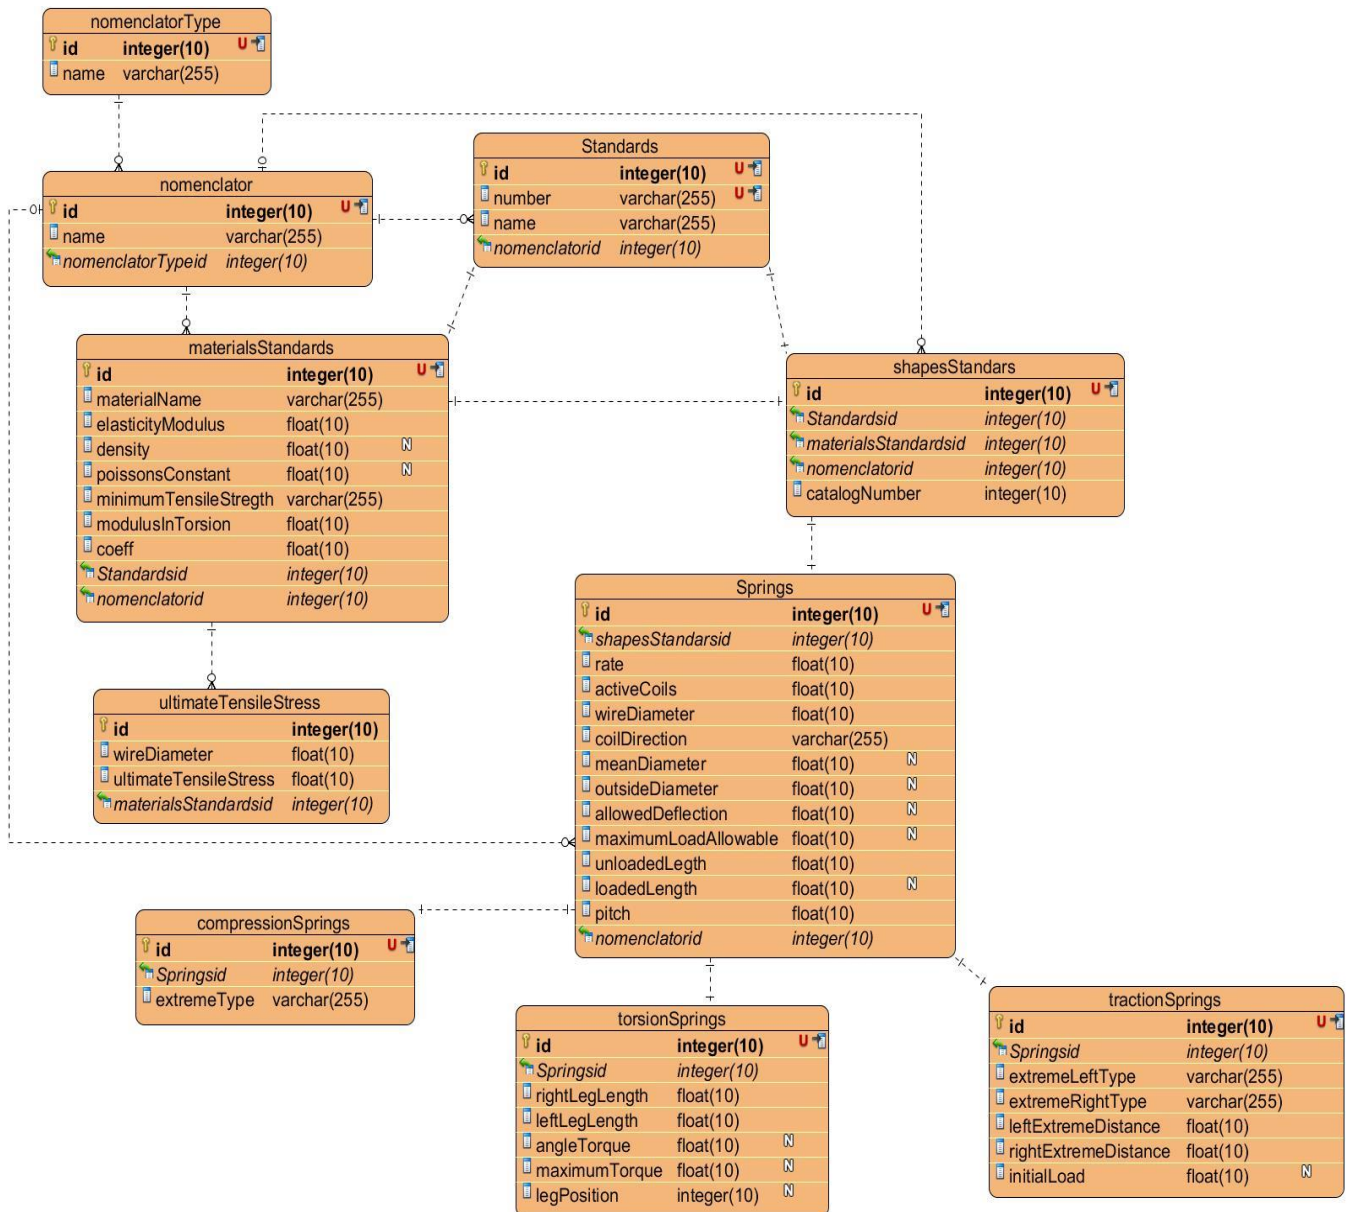 nomenclatorType
id integer(10) U
name varchar(255)
nomenclator
id integer(10) U
name varchar(255)
nomenclatorTypeid integer(10)
Standards
id integer(10) U
number varchar(255) U
name varchar(255)
nomenclatorid integer(10)
materialsStandards
id integer(10) U
materialName varchar(255)
elasticityModulus float(10)
density float(10) N
poissonsConstant float(10) N
minimumTensileStregth varchar(255)
modulusInTorsion float(10)
coeff float(10)
Standardsid integer(10)
nomenclatorid integer(10)
shapesStandars
id integer(10) U
Standardsid integer(10)
materialsStandardsid integer(10)
nomenclatorid integer(10)
catalogNumber integer(10)
Springs
id integer(10) U
shapesStandarsid integer(10)
rate float(10)
activeCoils float(10)
wireDiameter float(10)
coilDirection varchar(255)
meanDiameter float(10) N
outsideDiameter float(10) N
allowedDeflection float(10) N
maximumLoadAllowable float(10) N
unloadedLegth float(10)
loadedLength float(10) N
pitch float(10)
nomenclatorid integer(10)
ultimateTensileStress
id integer(10)
wireDiameter float(10)
ultimateTensileStress float(10)
materialsStandardsid integer(10)
compressionSprings
id integer(10) U
Springsid integer(10)
extremeType varchar(255)
torsionSprings
id integer(10) U
Springsid integer(10)
rightLegLength float(10)
leftLegLength float(10)
angleTorque float(10) N
maximumTorque float(10) N
legPosition integer(10) N
tractionSprings
id integer(10) U
Springsid integer(10)
extremeLeftType varchar(255)
extremeRightType varchar(255)
leftExtremeDistance float(10)
rightExtremeDistance float(10)
initialLoad float(10) N